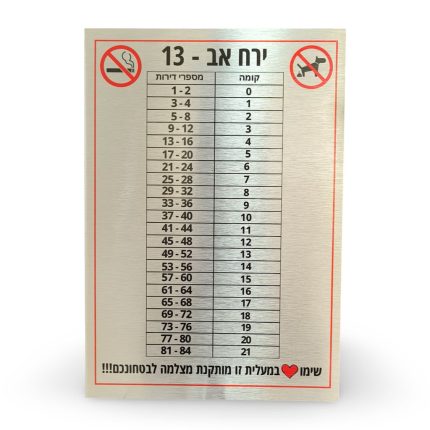 ירח אב - 13
קומה מספרי דירות
0 1 - 2
1 3 - 4
2 5 - 8
3 9 - 12
4 13 - 16
5 17 - 20
6 21 - 24
7 25 - 28
8 29 - 32
9 33 - 36
10 37 - 40
11 41 - 44
12 45 - 48
13 49 - 52
14 53 - 56
15 57 - 60
16 61 - 64
17 65 - 68
18 69 - 72
19 73 - 76
20 77 - 80
21 81 - 84
שימו ❤ במעלית זו מותקנת מצלמה לבטחונכם!!!